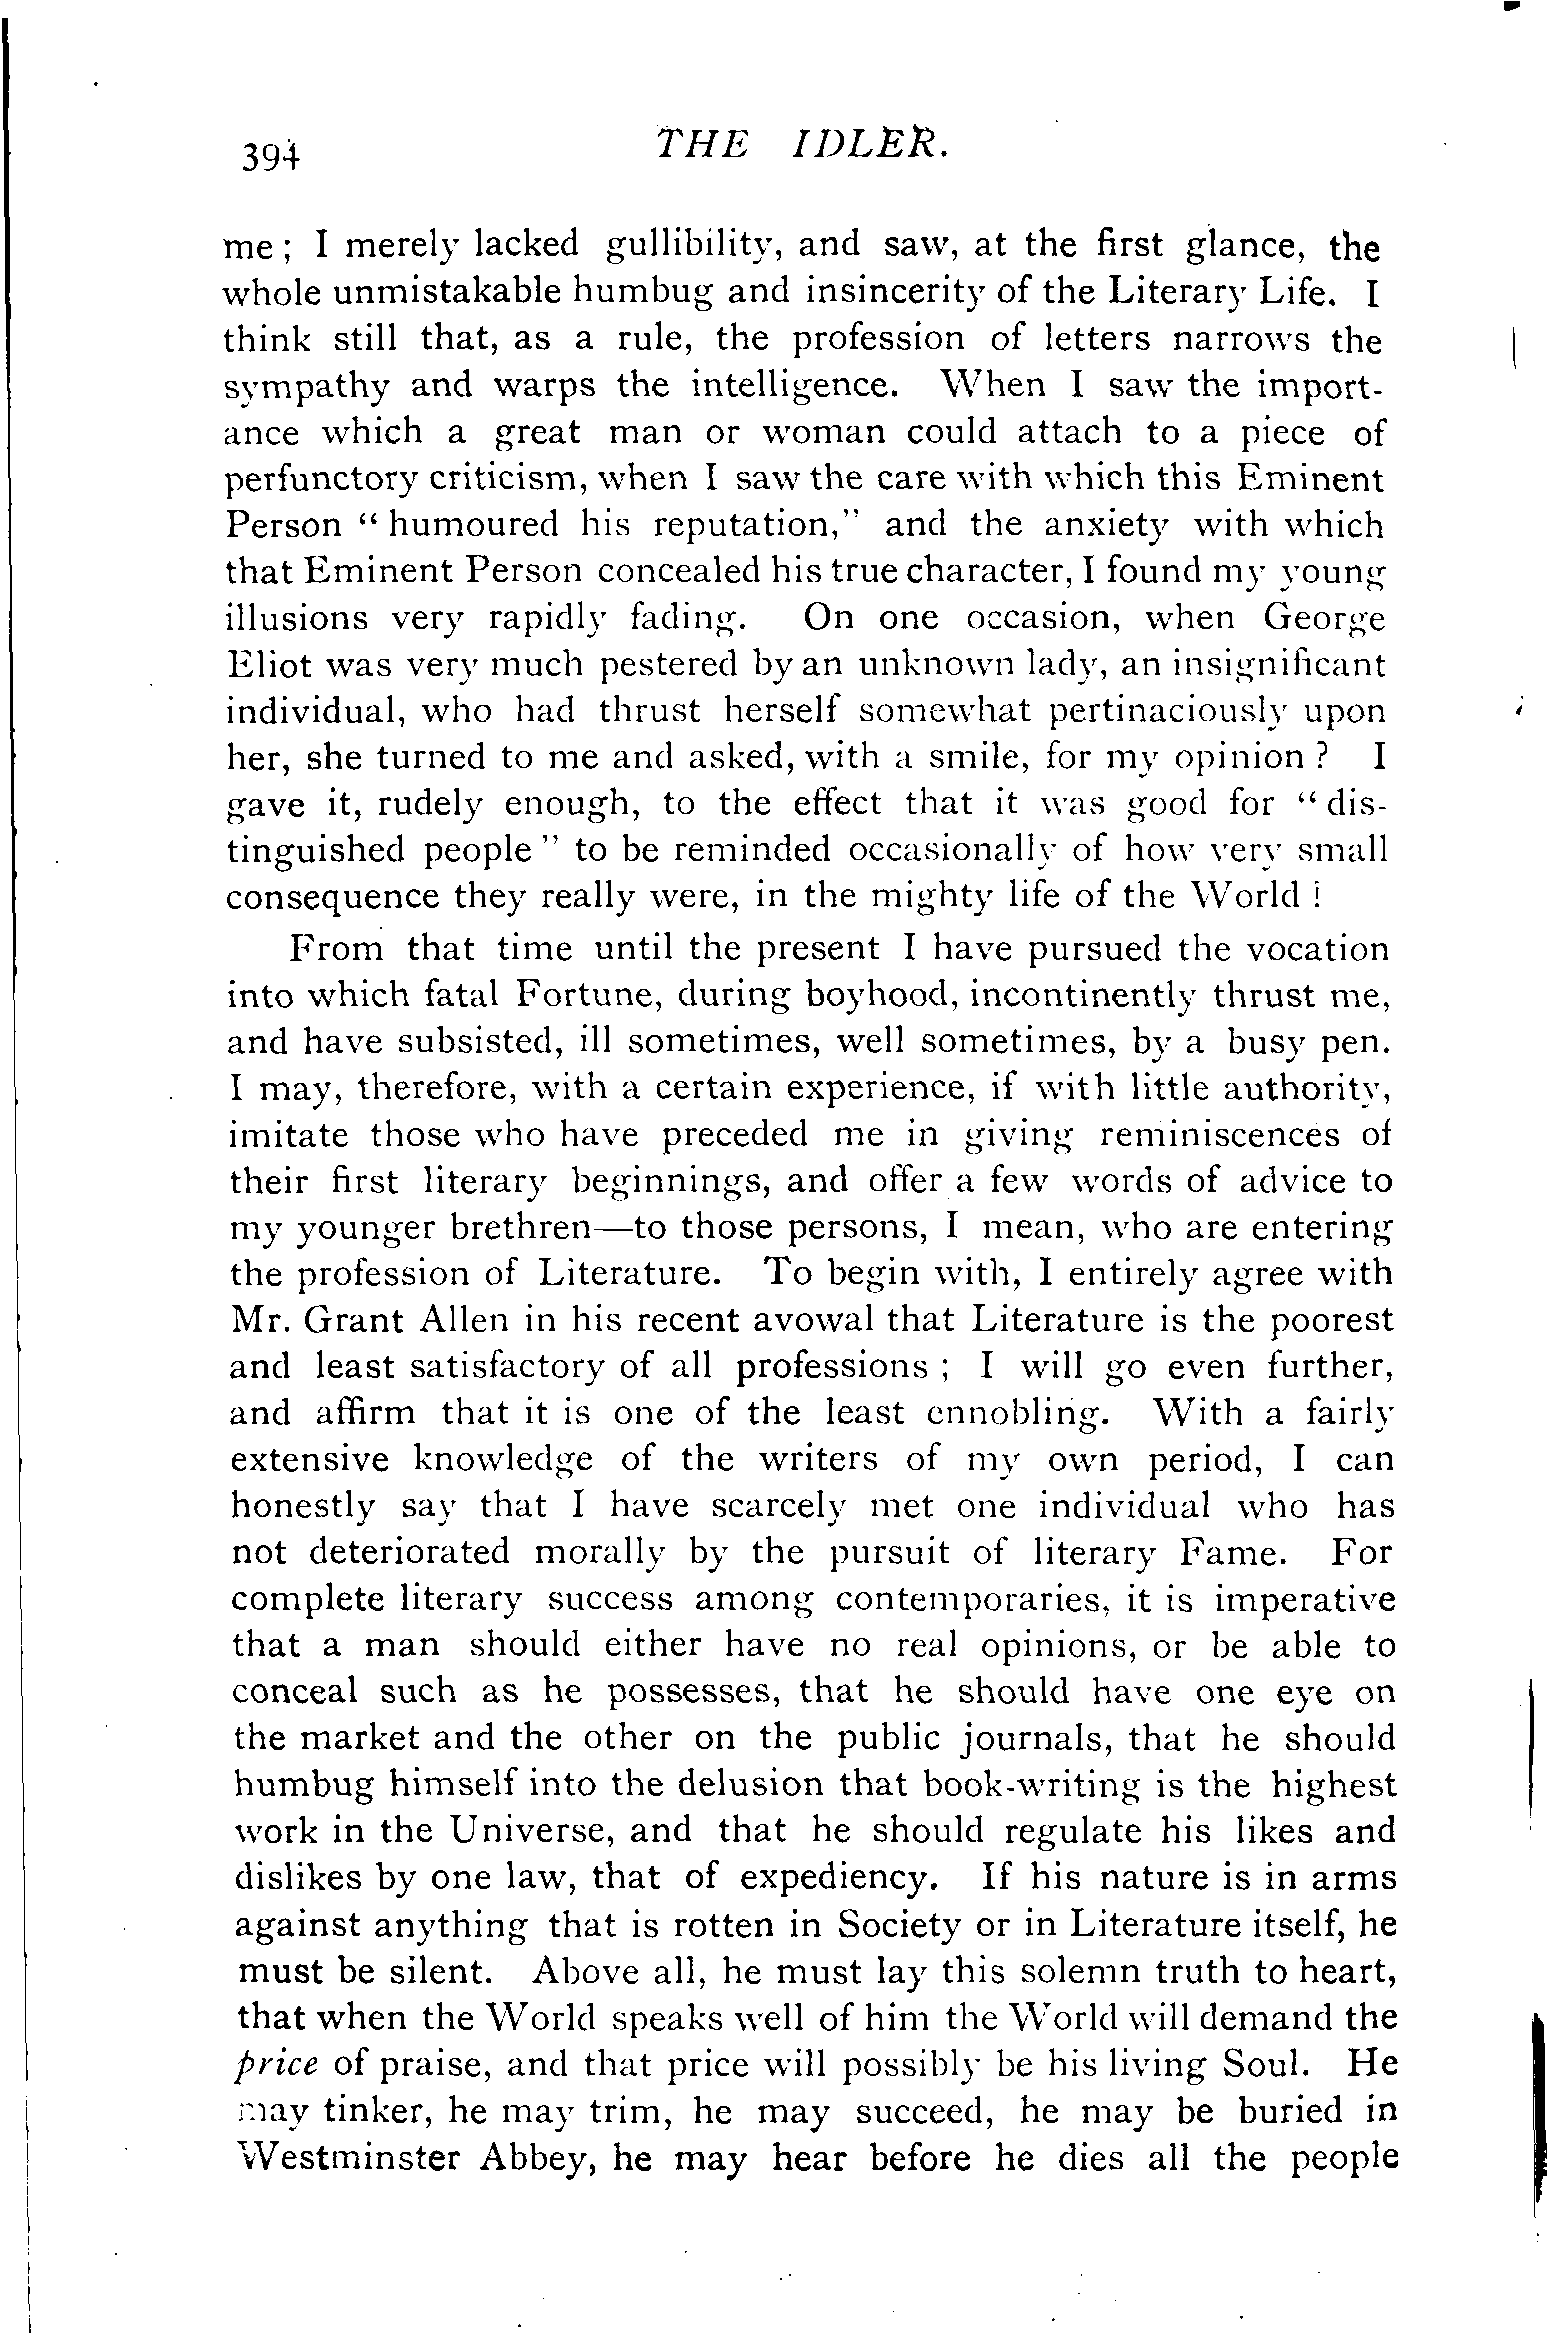 394
THE IDLER.
me; I merely lacked gullibility, and saw, at the first glance, the
whole unmistakable humbug and insincerity of the Literary Life. I
think still that, as a rule, the profession of letters narrows the
sympathy and warps the intelligence. When I saw the import-
ance which a great man or woman could attach to a piece of
perfunctory criticism, when I saw the care with which this Eminent
Person "humoured his reputation," and the anxiety with which
that Eminent Person concealed his true character, I found my young
illusions very rapidly fading. On one occasion, when George
Eliot was very much pestered by an unknown lady, an insignificant
individual, who had thrust herself somewhat pertinaciously upon
her, she turned to me and asked, with a smile, for my opinion? I
gave it, rudely enough, to the effect that it was good for "dis-
tinguished people" to be reminded occasionally of how very small
consequence they really were, in the mighty life of the World!
From that time until the present I have pursued the vocation
into which fatal Fortune, during boyhood, incontinently thrust me,
and have subsisted, ill sometimes, well sometimes, by a busy pen.
I may, therefore, with a certain experience, if with little authority,
imitate those who have preceded me in giving reminiscences of
their first literary beginnings, and offer a few words of advice to
my younger brethren—to those persons, I mean, who are entering
the profession of Literature. To begin with, I entirely agree with
Mr. Grant Allen in his recent avowal that Literature is the poorest
and least satisfactory of all professions; I will go even further,
and affirm that it is one of the least ennobling. With a fairly
extensive knowledge of the writers of my own period, I can
honestly say that I have scarcely met one individual who has
not deteriorated morally by the pursuit of literary Fame. For
complete literary success among contemporaries, it is imperative
that a man should either have no real opinions, or be able to
conceal such as he possesses, that he should have one eye on
the market and the other on the public journals, that he should
humbug himself into the delusion that book-writing is the highest
work in the Universe, and that he should regulate his likes and
dislikes by one law, that of expediency. If his nature is in arms
against anything that is rotten in Society or in Literature itself, he
must be silent. Above all, he must lay this solemn truth to heart,
that when the World speaks well of him the World will demand the
price of praise, and that price will possibly be his living Soul. He
may tinker, he may trim, he may succeed, he may be buried in
Westminster Abbey, he may hear before he dies all the people